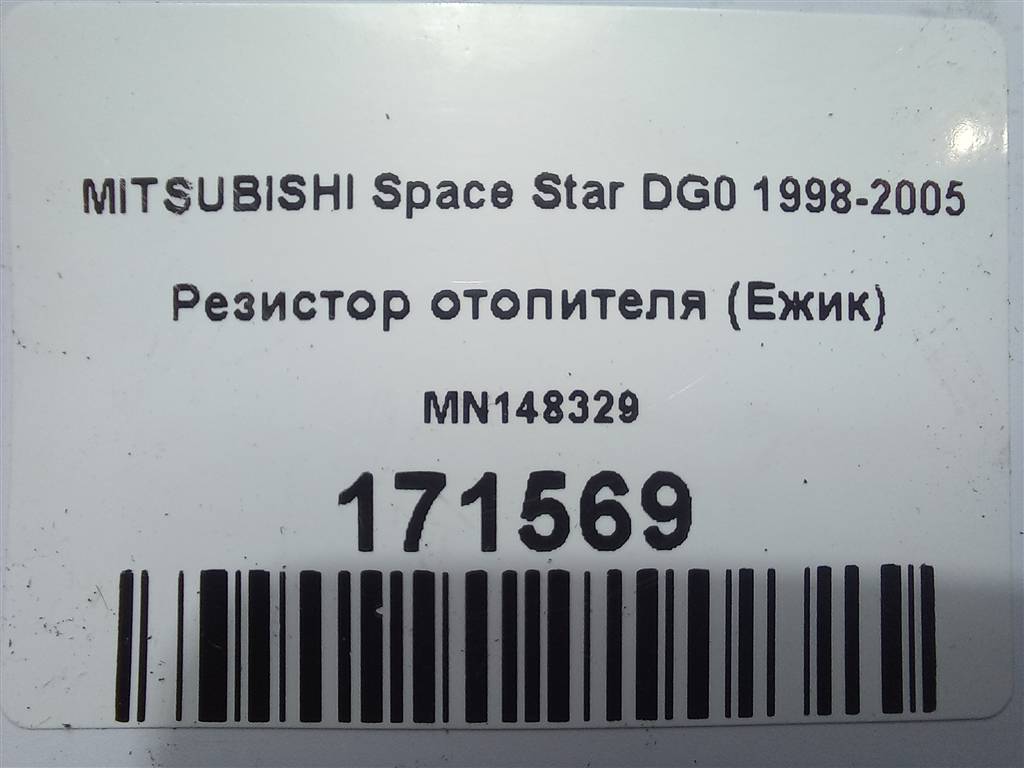 MITSUBISHI Space Star DG0 1998-2005
Резистор отопителя (Ежик)
MN148329
171569